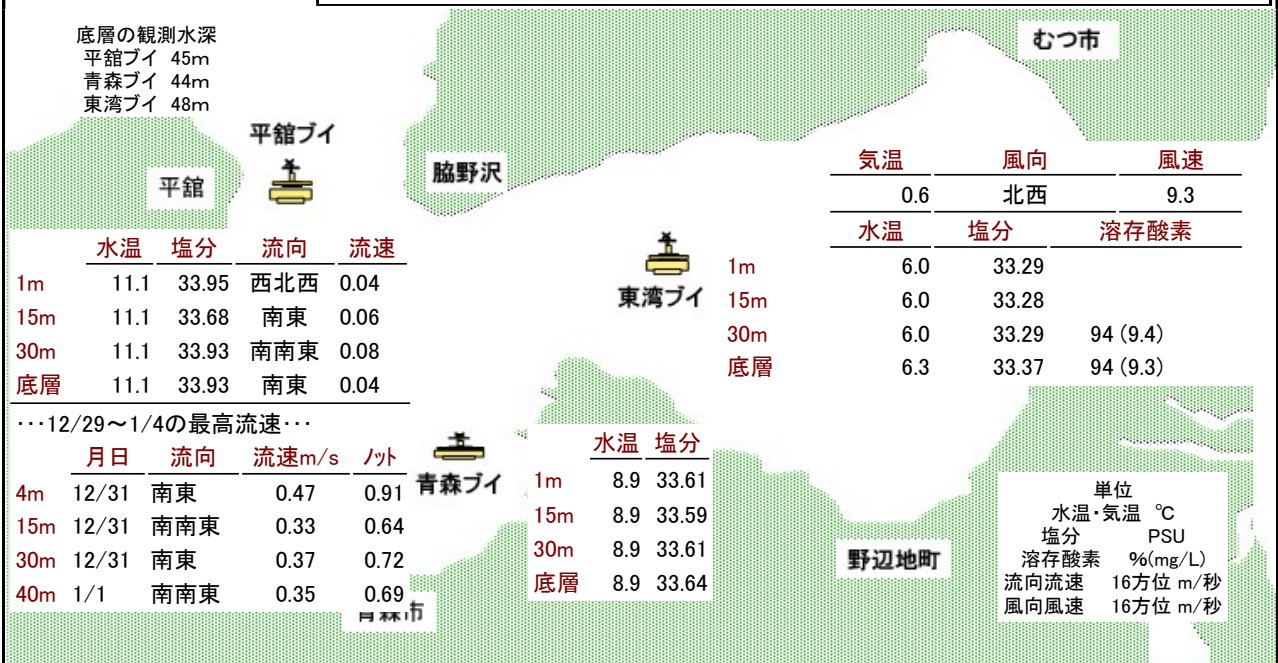 底層の観測水深
平舘ブイ 45m
青森ブイ 44m
東湾ブイ 48m
むつ市
平舘ブイ
平舘
脇野沢
気温 風向 風速
0.6 北西 9.3
水温 塩分 溶存酸素
1m 6.0 33.29
15m 6.0 33.28
30m 6.0 33.29 94 (9.4)
底層 6.3 33.37 94 (9.3)
東湾ブイ
水温 塩分 流向 流速
1m 11.1 33.95 西北西 0.04
15m 11.1 33.68 南東 0.06
30m 11.1 33.93 南南東 0.08
底層 11.1 33.93 南東 0.04
･･･12/29～1/4の最高流速･･･
月日 流向 流速m/s ﾉｯﾄ
4m 12/31 南東 0.47 0.91
15m 12/31 南南東 0.33 0.64
30m 12/31 南東 0.37 0.72
40m 1/1 南南東 0.35 0.69
青森ブイ
水温 塩分
1m 8.9 33.61
15m 8.9 33.59
30m 8.9 33.61
底層 8.9 33.64
青森市
野辺地町
単位
水温･気温 ℃
塩分 PSU
溶存酸素 %(mg/L)
流向流速 16方位 m/秒
風向風速 16方位 m/秒